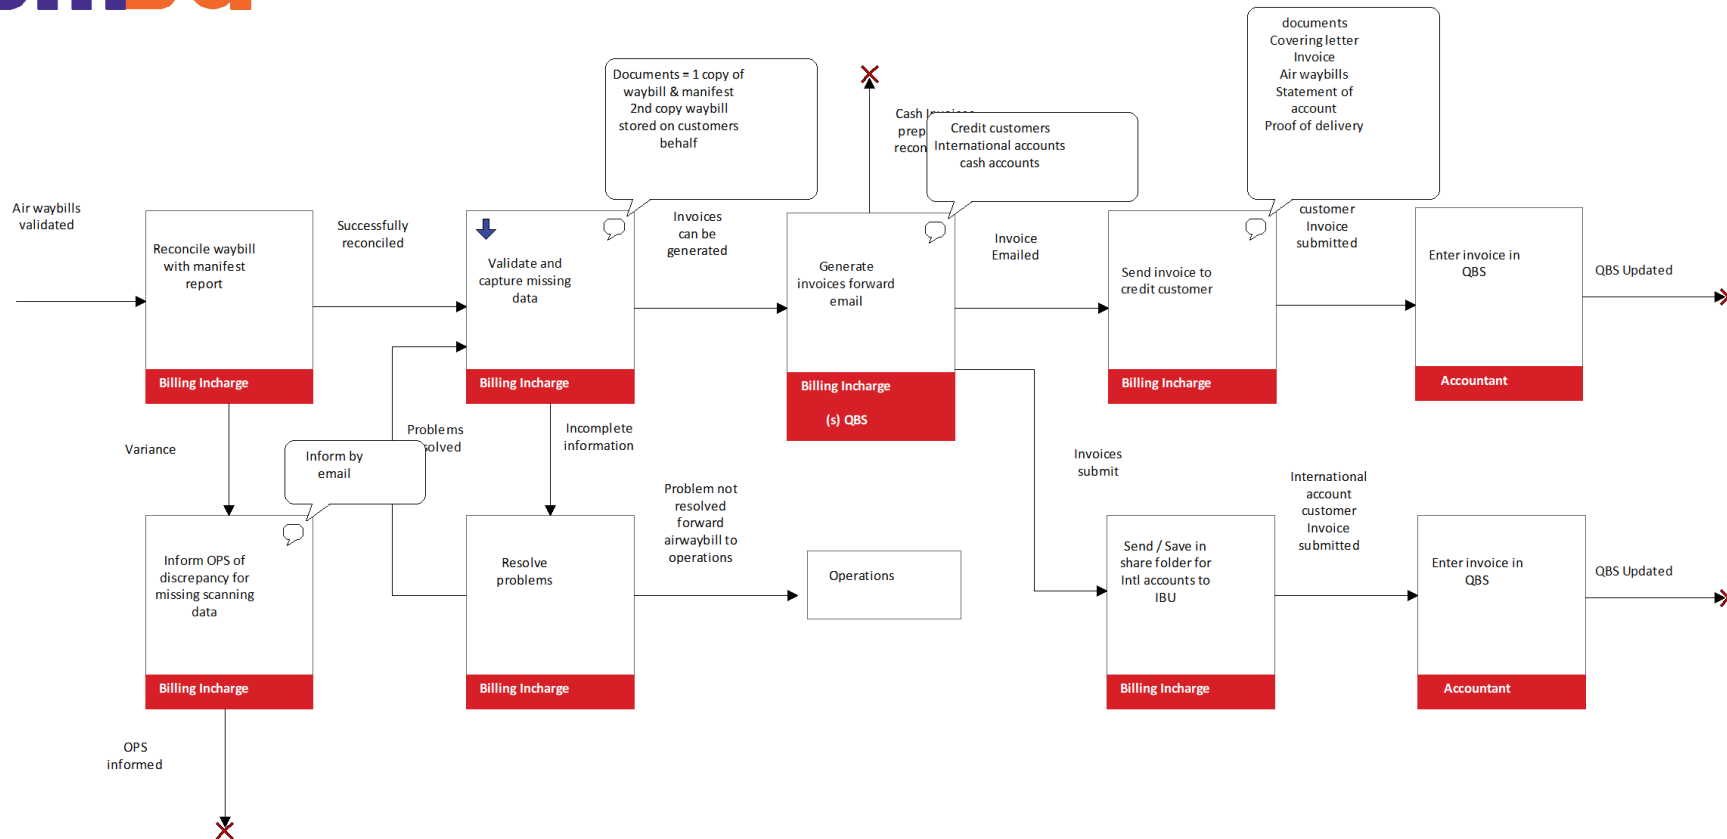 documents
Covering letter
Invoice
Air waybills
Statement of
account
Proof of delivery
Documents = 1 copy of
waybill & manifest
2nd copy waybill
stored on customers
behalf
Cash
Credit customers
International accounts
cash accounts
Air waybills
validated
Successfully
reconciled
Invoices
can be
generated
Invoice
Emailed
customer
Invoice
submitted
Reconcile waybill
with manifest
report
Billing Incharge
Validate and
capture missing
data
Billing Incharge
Generate
invoices forward
email
Billing Incharge
(s) QBS
Send invoice to
credit customer
Billing Incharge
Enter invoice in
QBS
Accountant
QBS Updated
Variance
Inform by
email
Problems
Incomplete
information
Problem not
resolved
forward
airwaybill to
operations
Invoices
submit
International
account
customer
Invoice
submitted
Inform OPS of
discrepancy for
missing scanning
data
Billing Incharge
Resolve
problems
Billing Incharge
Operations
Send / Save in
share folder for
Intl accounts to
IBU
Billing Incharge
Enter invoice in
QBS
Accountant
QBS Updated
OPS
informed